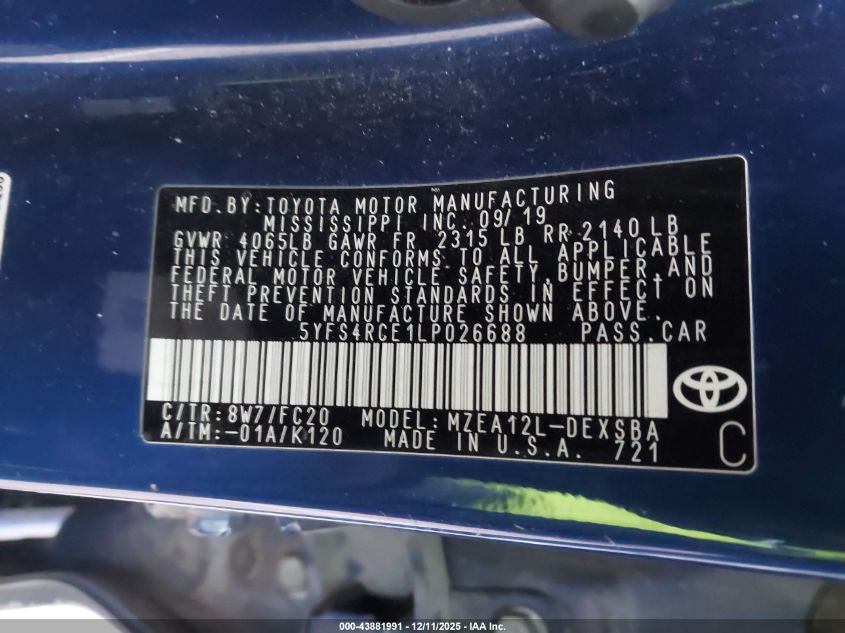 MFD. BY: TOYOTA MOTOR MANUFACTURING
MISSISSIPPI INC. 09/19
GVWR 4065LB GAWR FR 2315 LB RR 2140 LB
THIS VEHICLE CONFORMS TO ALL APPLICABLE
FEDERAL MOTOR VEHICLE SAFETY, BUMPER, AND
THEFT PREVENTION STANDARDS IN EFFECT ON
THE DATE OF MANUFACTURE SHOWN ABOVE.
5YFS4RCE1LP026688 PASS. CAR
C/TR: 8W7/FC20 MODEL: MZEA12L-DEXSBA
A/TM: -01A/K120 MADE IN U.S.A. 721
C
000-43881991 - 12/11/2025 - IAA Inc.